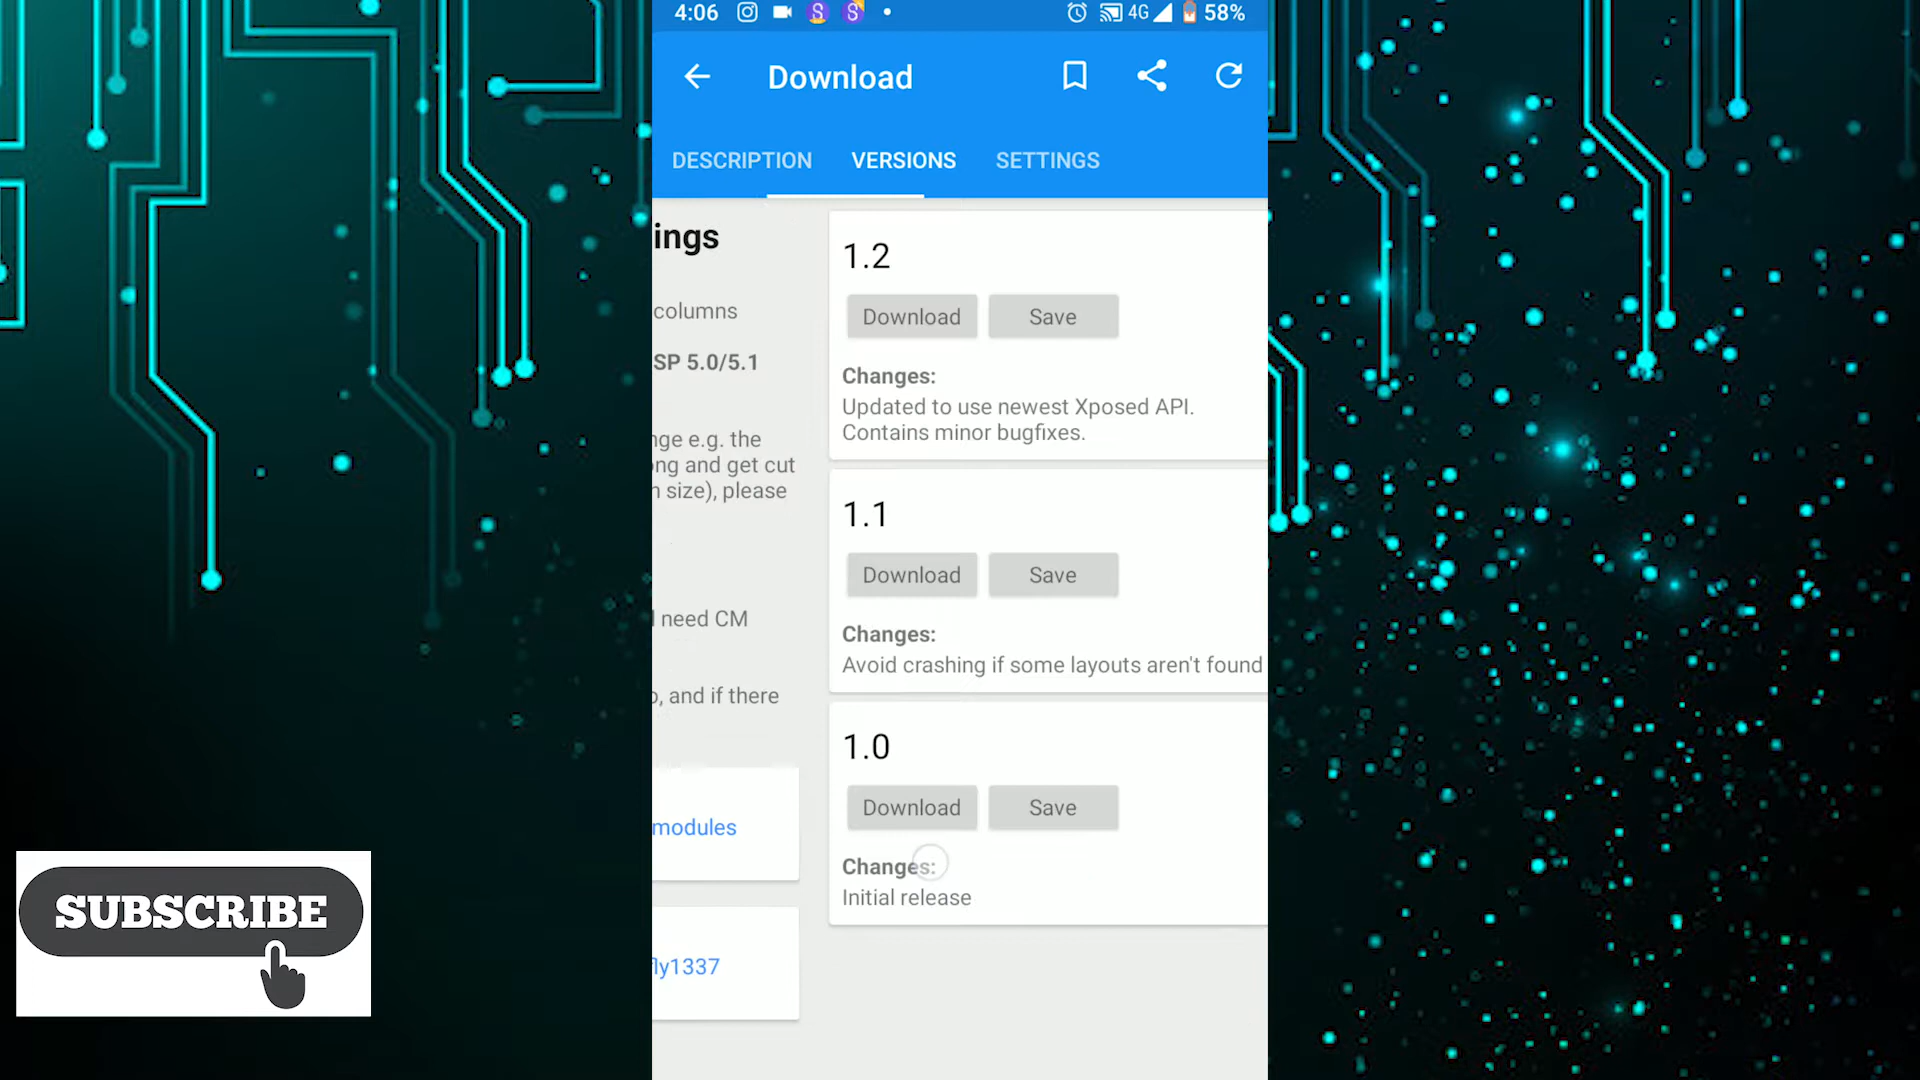 4:06
4G
58%
Download
DESCRIPTION
VERSIONS
SETTINGS
ings
columns
SP 5.0/5.1
nge e.g. the
ong and get cut
size), please
need CM
o, and if there
modules
fly1337
1.2
Download
Save
Changes:
Updated to use newest Xposed API.
Contains minor bugfixes.
1.1
Download
Save
Changes:
Avoid crashing if some layouts aren't found
1.0
Download
Save
Changes:
Initial release
SUBSCRIBE